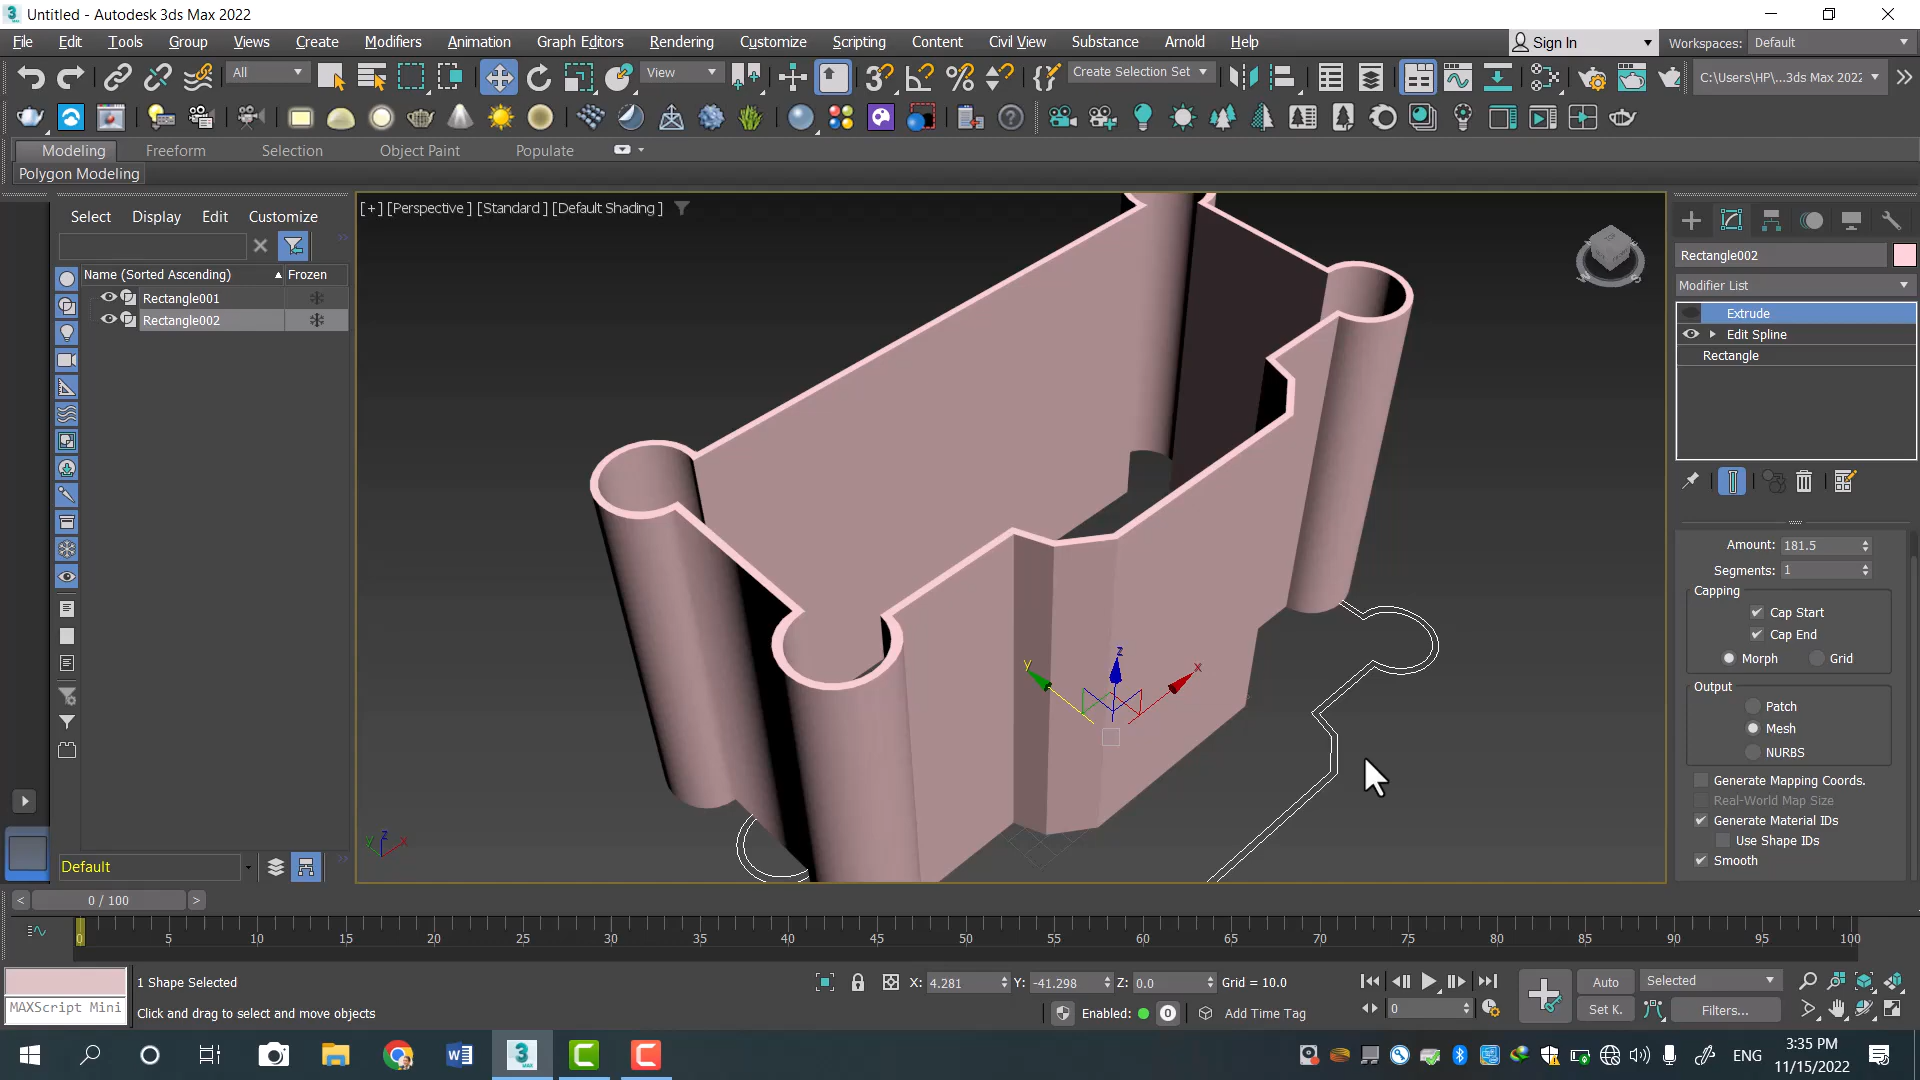 Untitled - Autodesk 3ds Max 2022
File Edit Tools Group Views Create Modifiers Animation Graph Editors Rendering Customize Scripting Content Civil View Substance Arnold Help Sign In Workspaces: Default
All View Create Selection Set C:\Users\HP\...3ds Max 2022
Modeling Freeform Selection Object Paint Populate
Polygon Modeling
Select Display Edit Customize
[+] [Perspective ] [Standard ] [Default Shading ]
Name (Sorted Ascending) Frozen
Rectangle001
Rectangle002
Rectangle002
Modifier List
Extrude
Edit Spline
Rectangle
Amount: 181.5
Segments: 1
Capping
Cap Start
Cap End
Morph Grid
Output
Patch
Mesh
NURBS
Generate Mapping Coords.
Real-World Map Size
Generate Material IDs
Use Shape IDs
Smooth
z
y x
z
y x
Default
< 0 / 100 >
0 5 10 15 20 25 30 35 40 45 50 55 60 65 70 75 80 85 90 95 100
1 Shape Selected X: 4.281 Y: -41.298 Z: 0.0 Grid = 10.0 Auto Selected
MAXScript Mini Click and drag to select and move objects Enabled: 0 Add Time Tag 0 Set K. Filters...
ENG 3:35 PM
11/15/2022